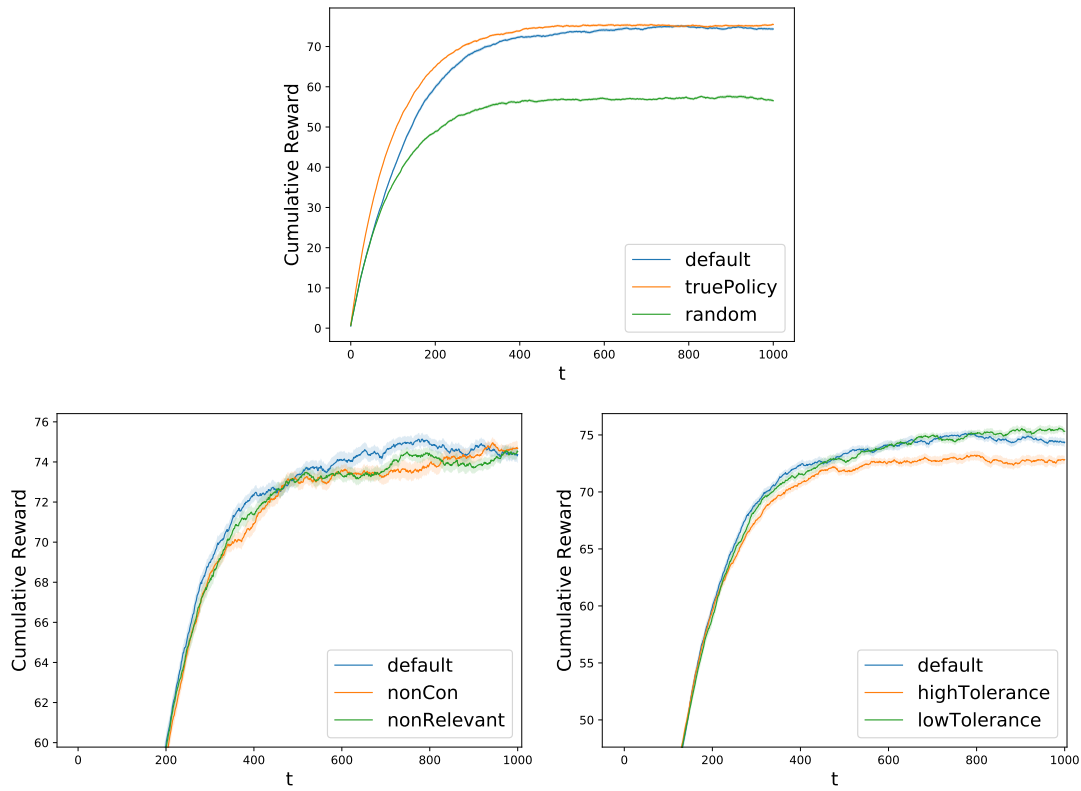 70
60
50
40
30
20
10
0
Cumulative Reward
default
truePolicy
random
0 200 400 600 800 1000
t
76
74
72
70
68
66
64
62
60
Cumulative Reward
default
nonCon
nonRelevant
0 200 400 600 800 1000
t
75
70
65
60
55
50
Cumulative Reward
default
highTolerance
lowTolerance
0 200 400 600 800 1000
t